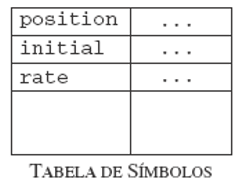 position ...
initial ...
rate ...
TABELA DE SÍMBOLOS